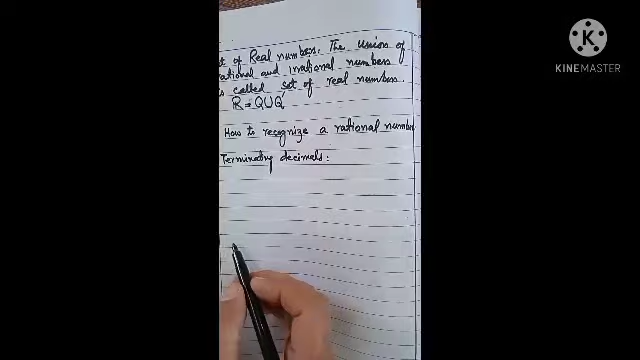 et of Real numbers. The union of
rational and irrational numbers
is called set of real numbers.
R = QUQ'
How to recognize a rational number
Terminating decimals:
K
KINEMASTER